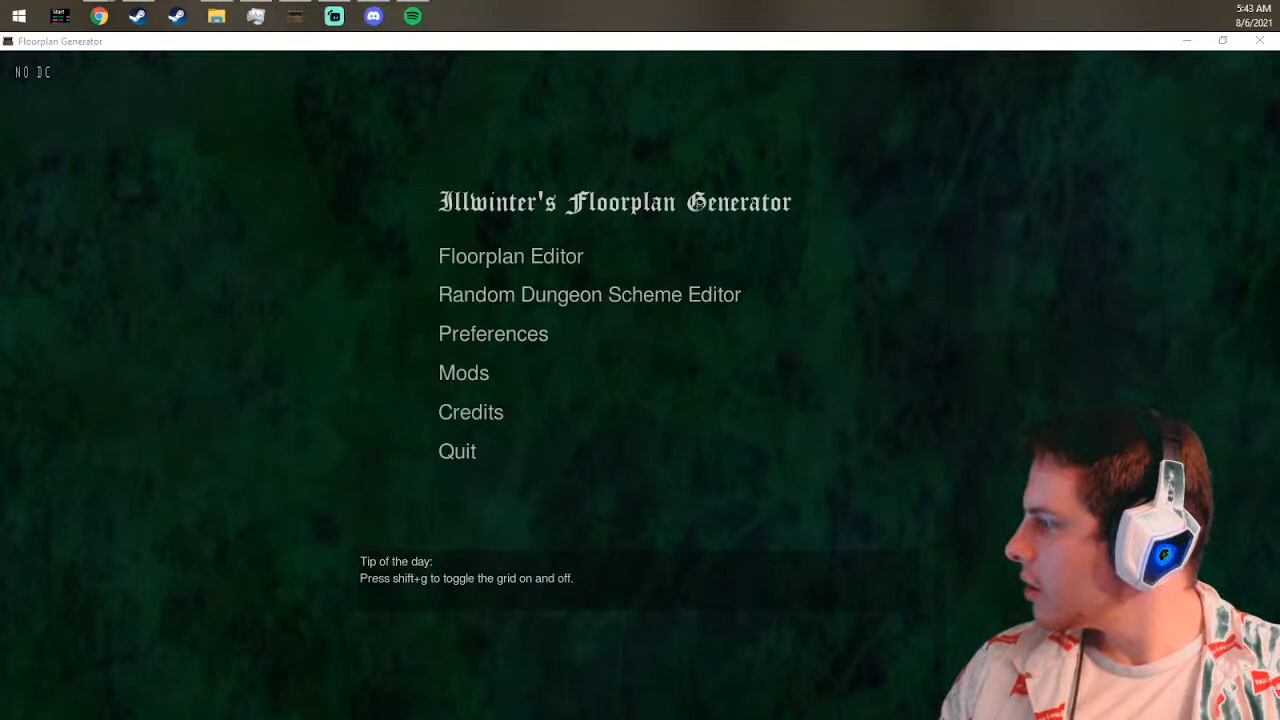 Start
5:43 AM
8/6/2021
Floorplan Generator
NO DC
Illwinter's Floorplan Generator
Floorplan Editor
Random Dungeon Scheme Editor
Preferences
Mods
Credits
Quit
Tip of the day:
Press shift+g to toggle the grid on and off.